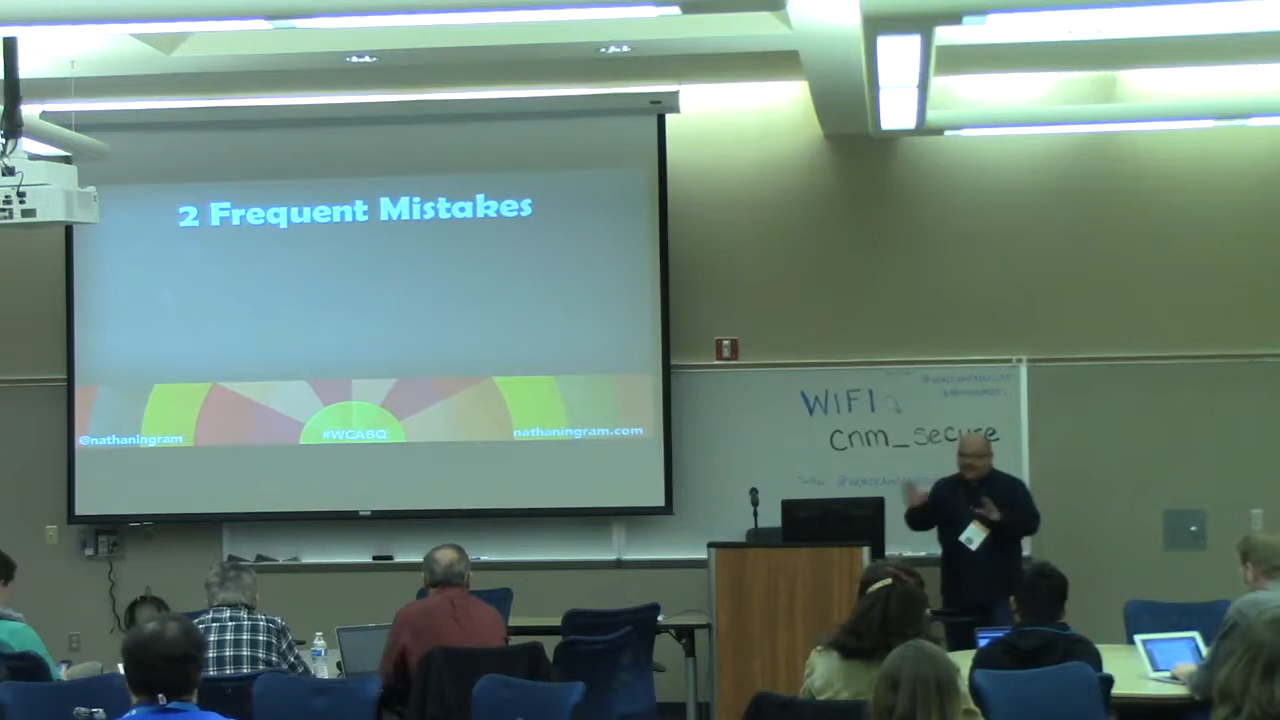 2 Frequent Mistakes
@nathaningram
#WCABQ
nathaningram.com
WIFI
cnm_secure